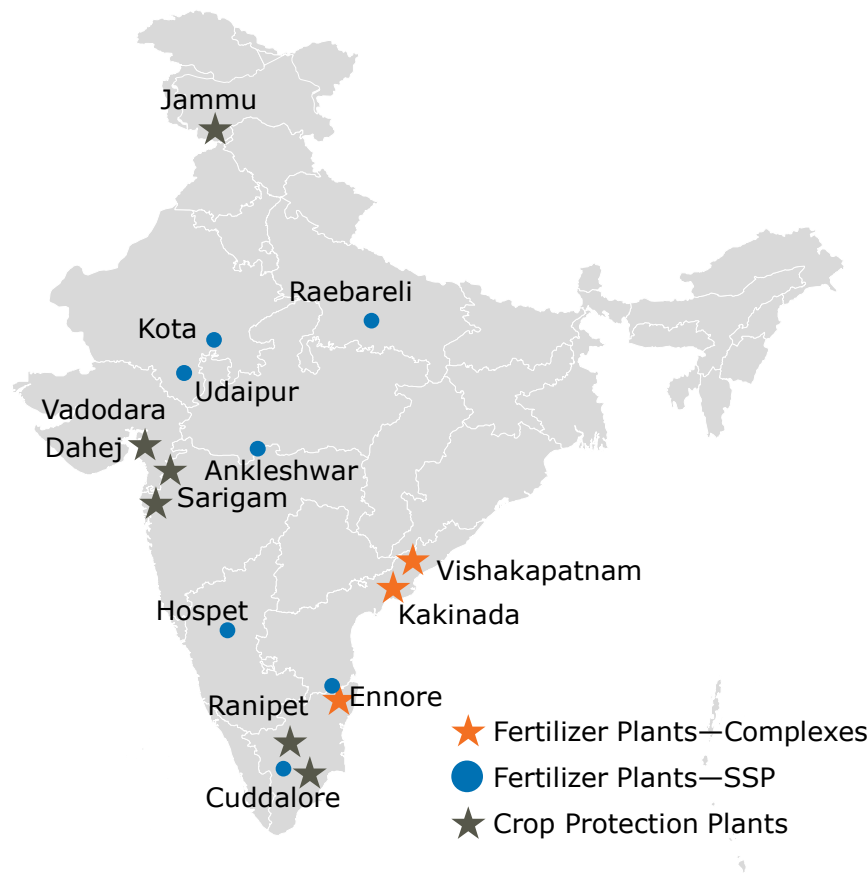 Jammu
Raebareli
Kota
Udaipur
Vadodara
Dahej
Ankleshwar
Sarigam
Vishakapatnam
Kakinada
Hospet
Ennore
Ranipet
Cuddalore
Fertilizer Plants—Complexes
Fertilizer Plants—SSP
Crop Protection Plants